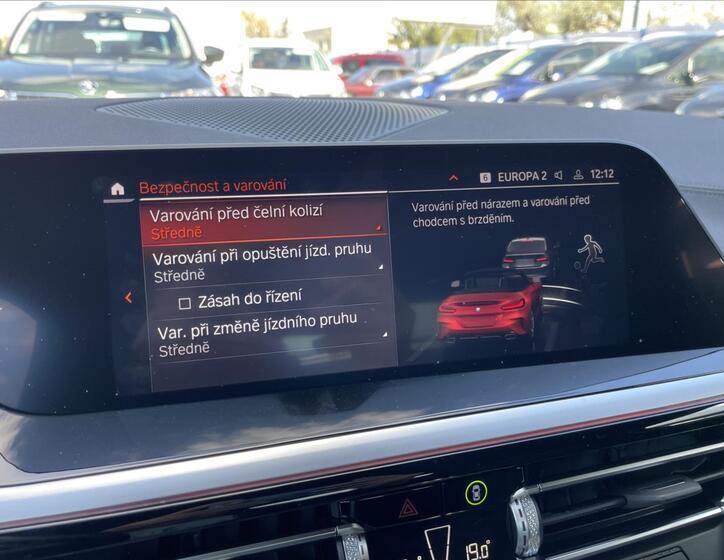 Bezpečnost a varování
6 EUROPA 2 12:12
Varování před čelní kolizí
Středně
Varování při opuštění jízd. pruhu
Středně
Zásah do řízení
Var. při změně jízdního pruhu
Středně
Varování před nárazem a varování před
chodcem s brzděním.
19.0°